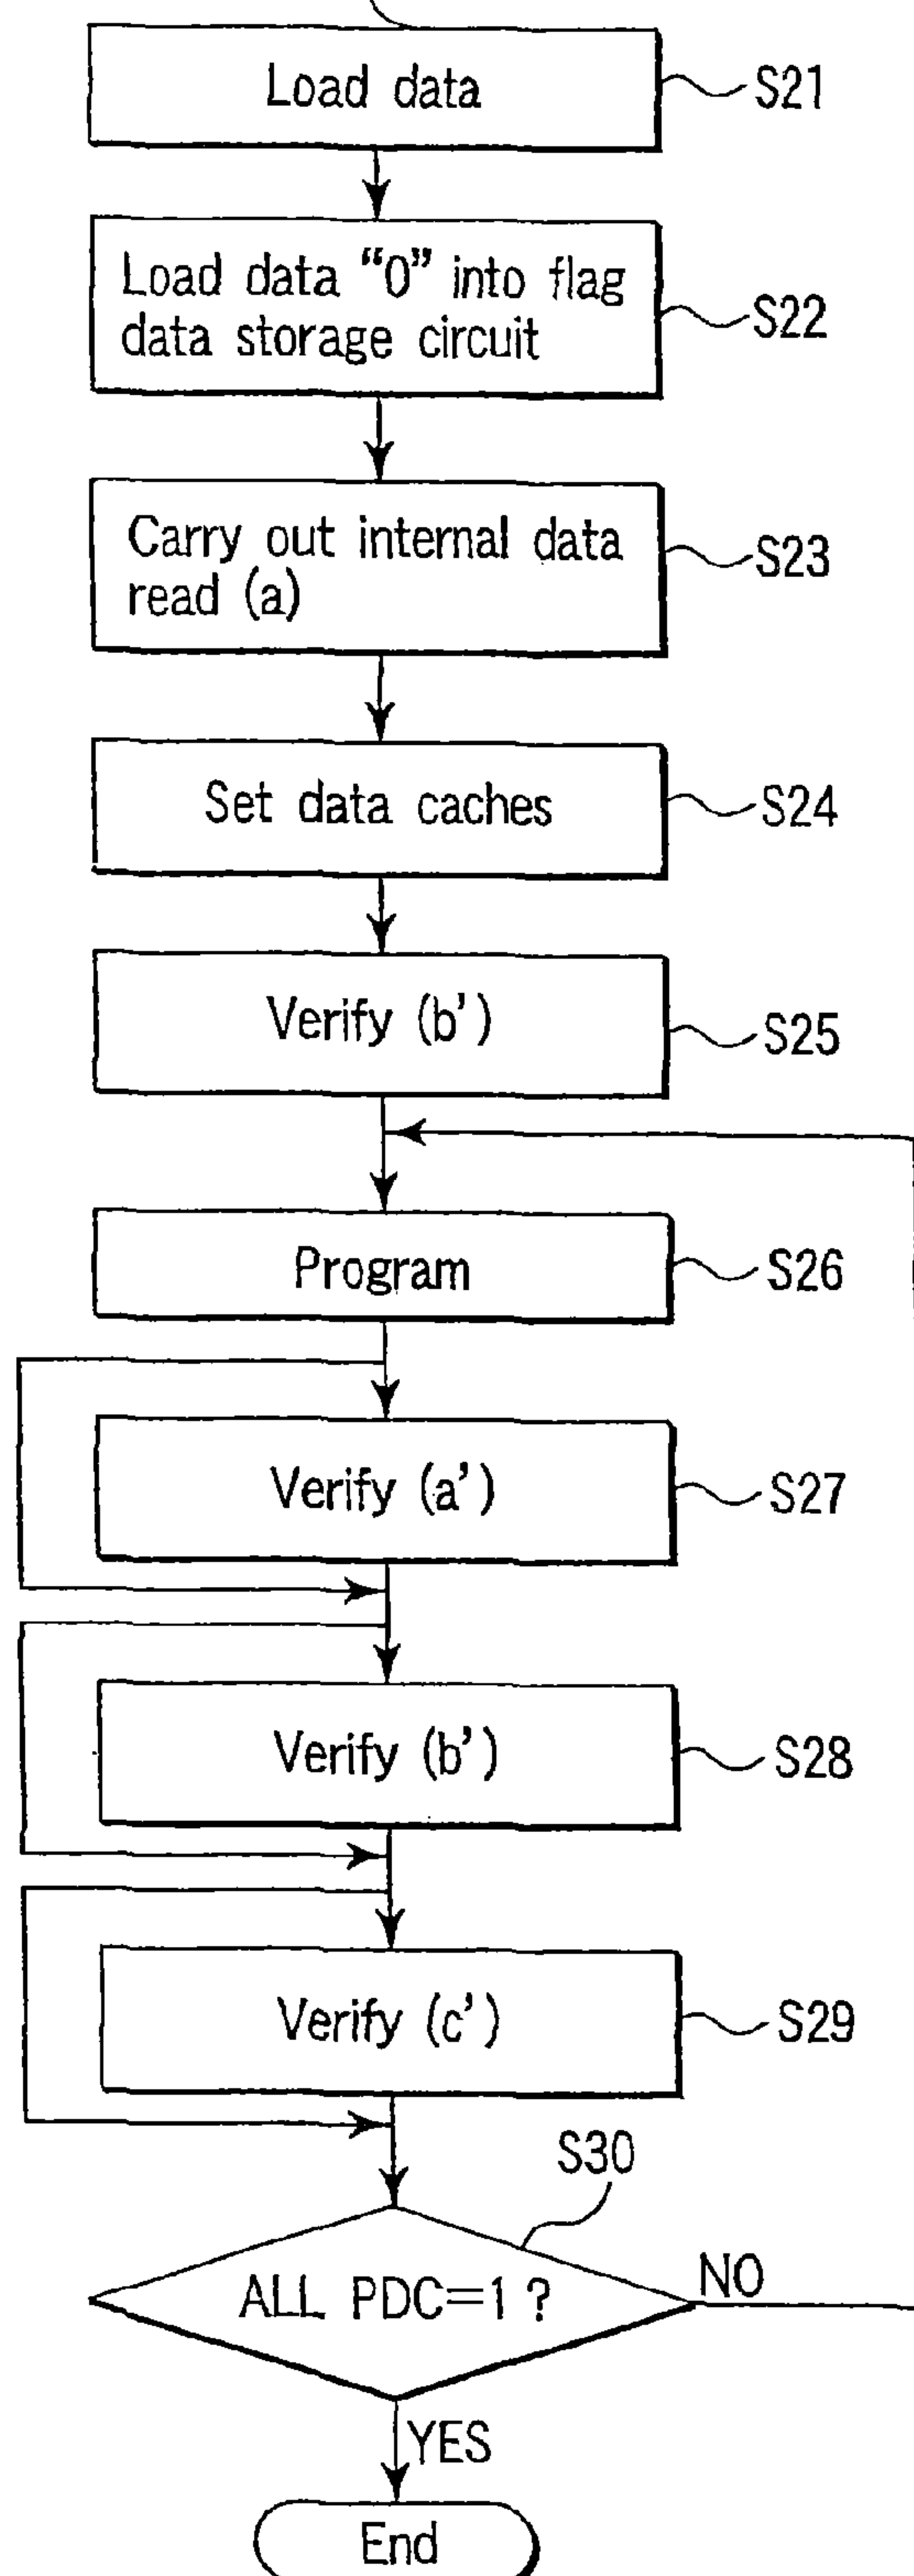 Load data
S21
Load data “0” into flag
data storage circuit
S22
Carry out internal data
read (a)
S23
Set data caches
S24
Verify (b’)
S25
Program
S26
Verify (a’)
S27
Verify (b’)
S28
Verify (c’)
S29
S30
ALL PDC=1 ?
NO
YES
End